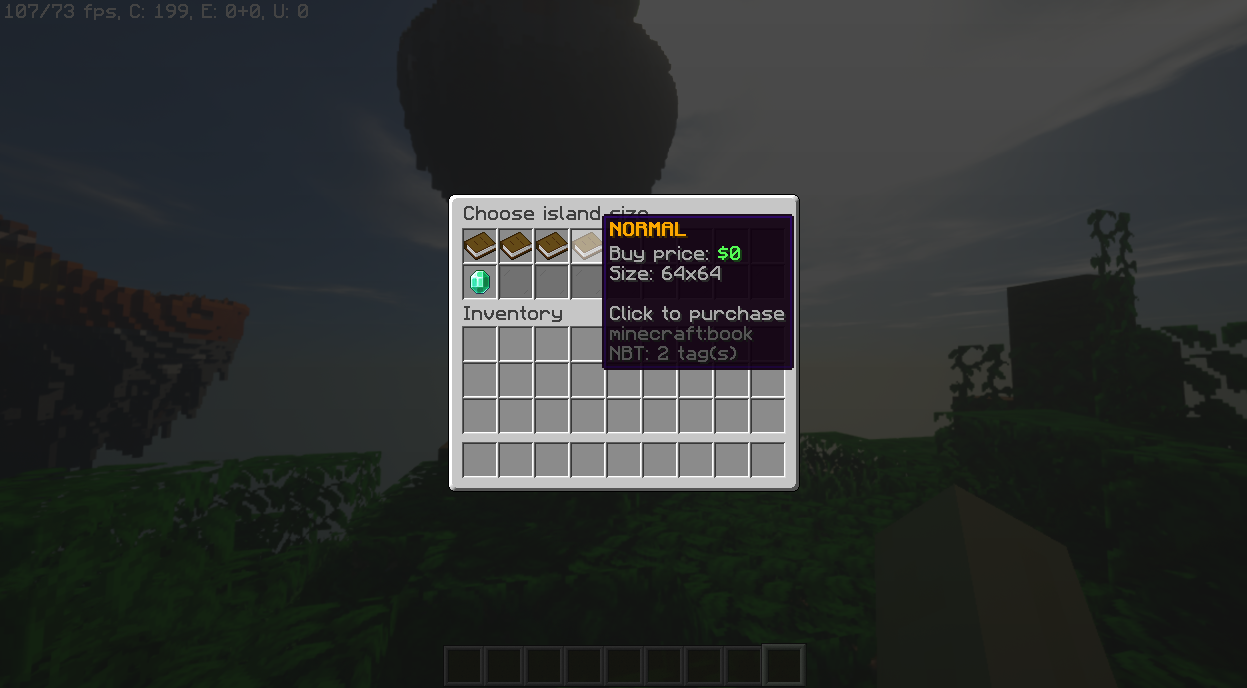 107/73 fps, C: 199, E: 0+0, U: 0
Choose island size
NORMAL
Buy price: $0
Size: 64x64
Inventory
Click to purchase
minecraft:book
NBT: 2 tag(s)